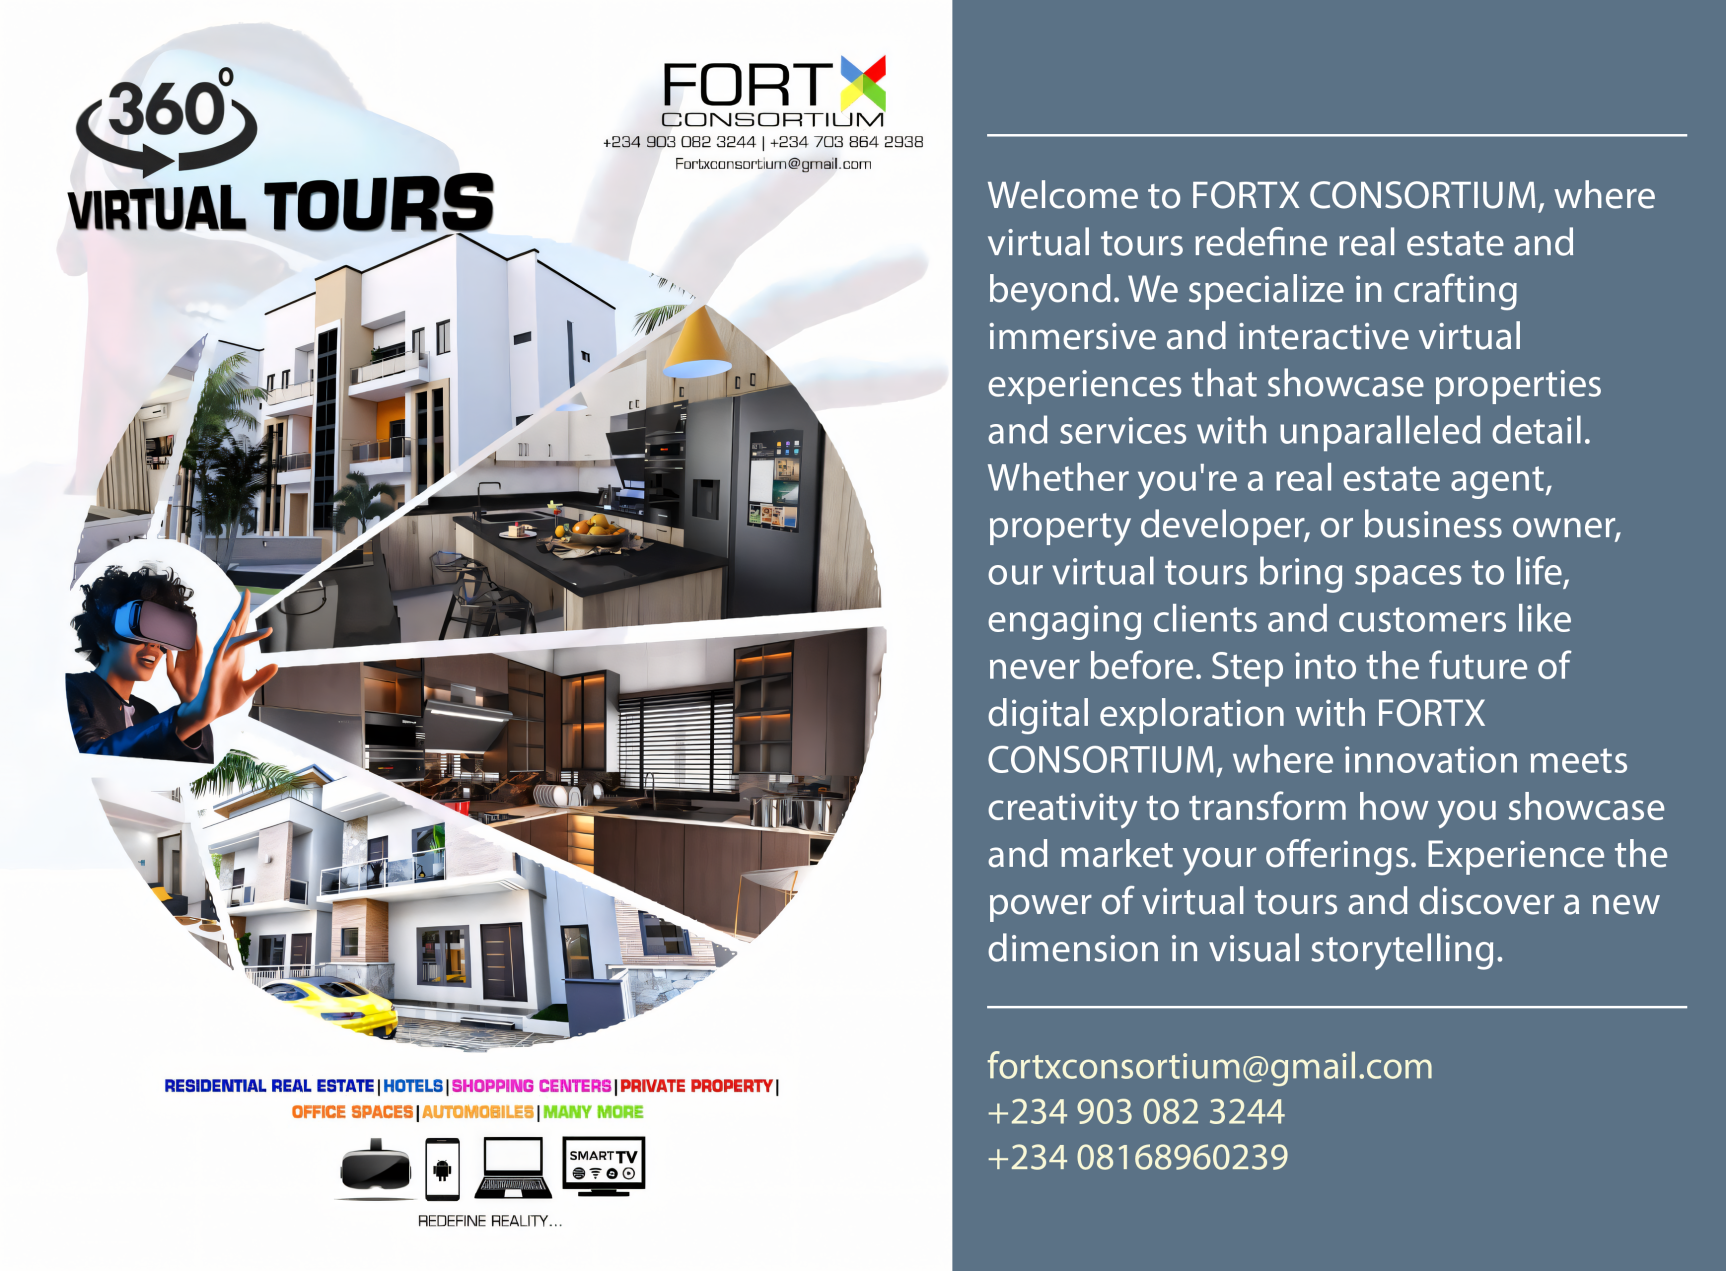 360°
VIRTUAL TOURS
FORTX
CONSORTIUM
+234 903 082 3244 | +234 703 864 2938
Fortxconsortium@gmail.com
RESIDENTIAL REAL ESTATE|HOTELS|SHOPPING CENTERS|PRIVATE PROPERTY|
OFFICE SPACES|AUTOMOBILES|MANY MORE
SMART TV
REDEFINE REALITY...
Welcome to FORTX CONSORTIUM, where
virtual tours redefine real estate and
beyond. We specialize in crafting
immersive and interactive virtual
experiences that showcase properties
and services with unparalleled detail.
Whether you're a real estate agent,
property developer, or business owner,
our virtual tours bring spaces to life,
engaging clients and customers like
never before. Step into the future of
digital exploration with FORTX
CONSORTIUM, where innovation meets
creativity to transform how you showcase
and market your offerings. Experience the
power of virtual tours and discover a new
dimension in visual storytelling.
fortxconsortium@gmail.com
+234 903 082 3244
+234 08168960239